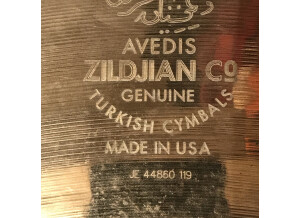 AVEDIS
ZILDJIAN Co
GENUINE
TURKISH CYMBALS
MADE IN USA
JE 44860 119